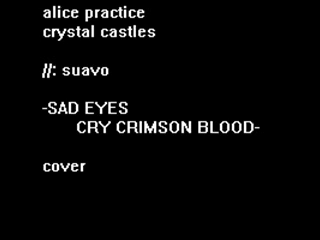 alice practice
crystal castles
//: suavo
-SAD EYES
CRY CRIMSON BLOOD-
cover